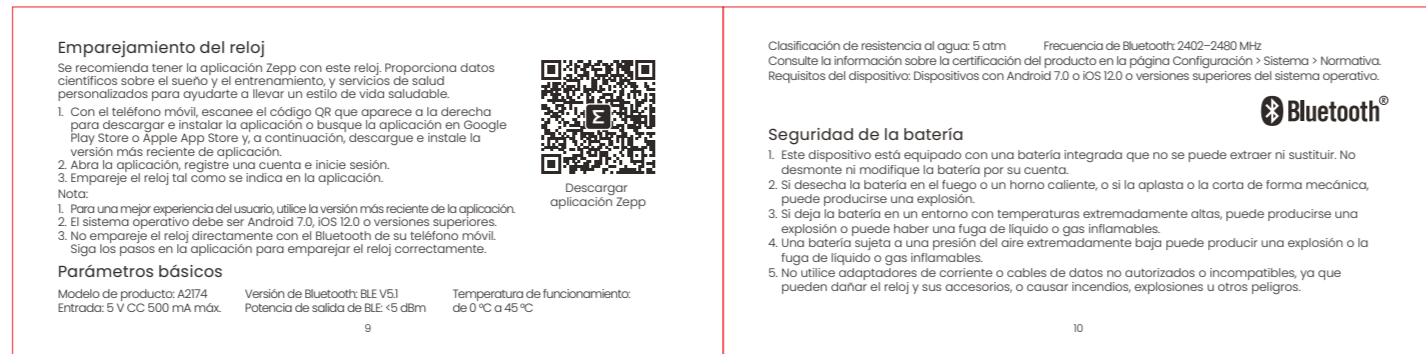 Emparejamiento del reloj
Se recomienda tener la aplicación Zepp con este reloj. Proporciona datos
científicos sobre el sueño y el entrenamiento, y servicios de salud
personalizados para ayudarte a llevar un estilo de vida saludable.
1. Con el teléfono móvil, escanee el código QR que aparece a la derecha
para descargar e instalar la aplicación o busque la aplicación en Google
Play Store o Apple App Store y, a continuación, descargue e instale la
versión más reciente de aplicación.
2. Abra la aplicación, registre una cuenta e inicie sesión.
3. Empareje el reloj tal como se indica en la aplicación.
Nota:
1. Para una mejor experiencia del usuario, utilice la versión más reciente de la aplicación.
2. El sistema operativo debe ser Android 7.0, iOS 12.0 o versiones superiores.
3. No empareje el reloj directamente con el Bluetooth de su teléfono móvil.
Siga los pasos en la aplicación para emparejar el reloj correctamente.
Descargar
aplicación Zepp
Parámetros básicos
Modelo de producto: A2174 Versión de Bluetooth: BLE V5.1 Temperatura de funcionamiento:
Entrada: 5 V CC 500 mA máx. Potencia de salida de BLE: <5 dBm de 0 ºC a 45 ºC
9
Clasificación de resistencia al agua: 5 atm Frecuencia de Bluetooth: 2402–2480 MHz
Consulte la información sobre la certificación del producto en la página Configuración > Sistema > Normativa.
Requisitos del dispositivo: Dispositivos con Android 7.0 o iOS 12.0 o versiones superiores del sistema operativo.
Bluetooth®
Seguridad de la batería
1. Este dispositivo está equipado con una batería integrada que no se puede extraer ni sustituir. No
desmonte ni modifique la batería por su cuenta.
2. Si desecha la batería en el fuego o un horno caliente, o si la aplasta o la corta de forma mecánica,
puede producirse una explosión.
3. Si deja la batería en un entorno con temperaturas extremadamente altas, puede producirse una
explosión o puede haber una fuga de líquido o gas inflamables.
4. Una batería sujeta a una presión del aire extremadamente baja puede producir una explosión o la
fuga de líquido o gas inflamables.
5. No utilice adaptadores de corriente o cables de datos no autorizados o incompatibles, ya que
pueden dañar el reloj y sus accesorios, o causar incendios, explosiones u otros peligros.
10